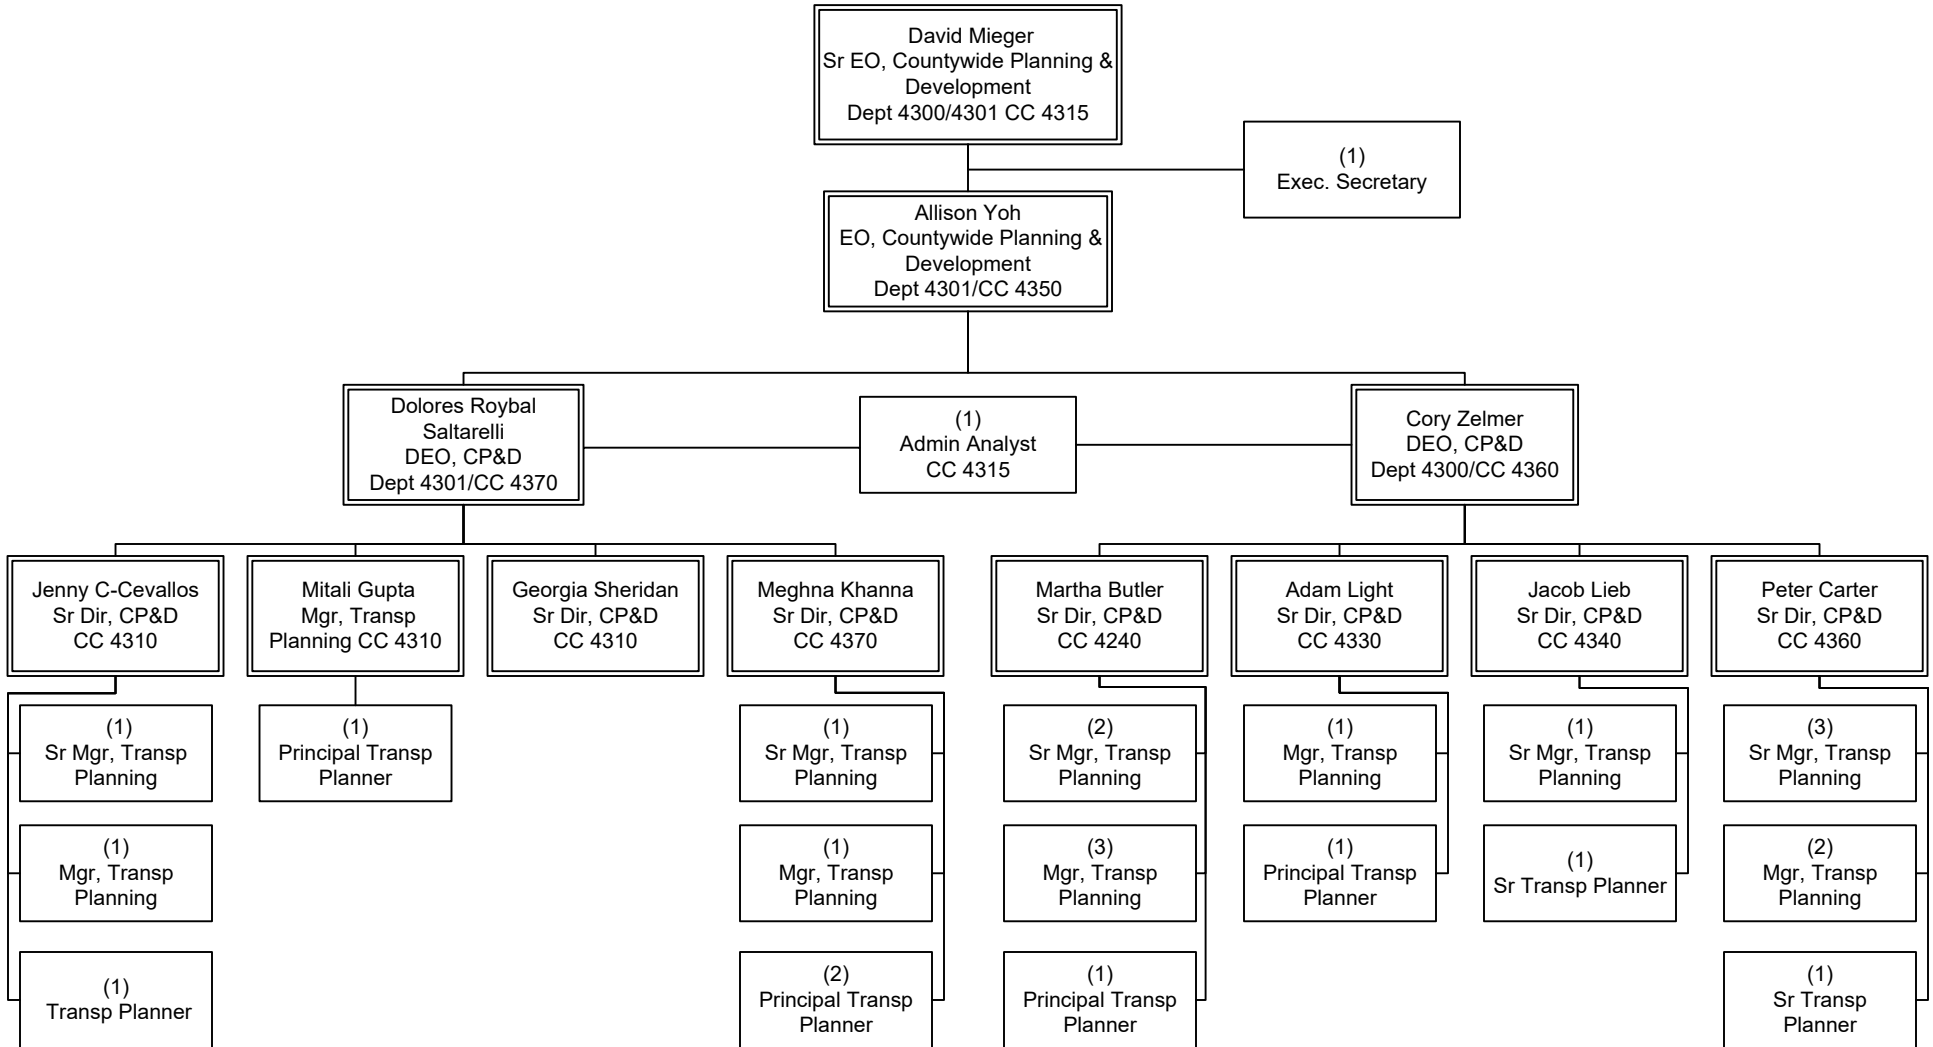 David Mieger
Sr EO, Countywide Planning &
Development
Dept 4300/4301 CC 4315
(1)
Exec. Secretary
Allison Yoh
EO, Countywide Planning &
Development
Dept 4301/CC 4350
Dolores Roybal
Saltarelli
DEO, CP&D
Dept 4301/CC 4370
(1)
Admin Analyst
CC 4315
Cory Zelmer
DEO, CP&D
Dept 4300/CC 4360
Jenny C-Cevallos
Sr Dir, CP&D
CC 4310
Mitali Gupta
Mgr, Transp
Planning CC 4310
Georgia Sheridan
Sr Dir, CP&D
CC 4310
Meghna Khanna
Sr Dir, CP&D
CC 4370
Martha Butler
Sr Dir, CP&D
CC 4240
Adam Light
Sr Dir, CP&D
CC 4330
Jacob Lieb
Sr Dir, CP&D
CC 4340
Peter Carter
Sr Dir, CP&D
CC 4360
(1)
Sr Mgr, Transp
Planning
(1)
Principal Transp
Planner
(1)
Sr Mgr, Transp
Planning
(2)
Sr Mgr, Transp
Planning
(1)
Mgr, Transp
Planning
(1)
Sr Mgr, Transp
Planning
(3)
Sr Mgr, Transp
Planning
(1)
Mgr, Transp
Planning
(1)
Mgr, Transp
Planning
(3)
Mgr, Transp
Planning
(1)
Principal Transp
Planner
(1)
Sr Transp Planner
(2)
Mgr, Transp
Planning
(1)
Transp Planner
(2)
Principal Transp
Planner
(1)
Principal Transp
Planner
(1)
Sr Transp
Planner